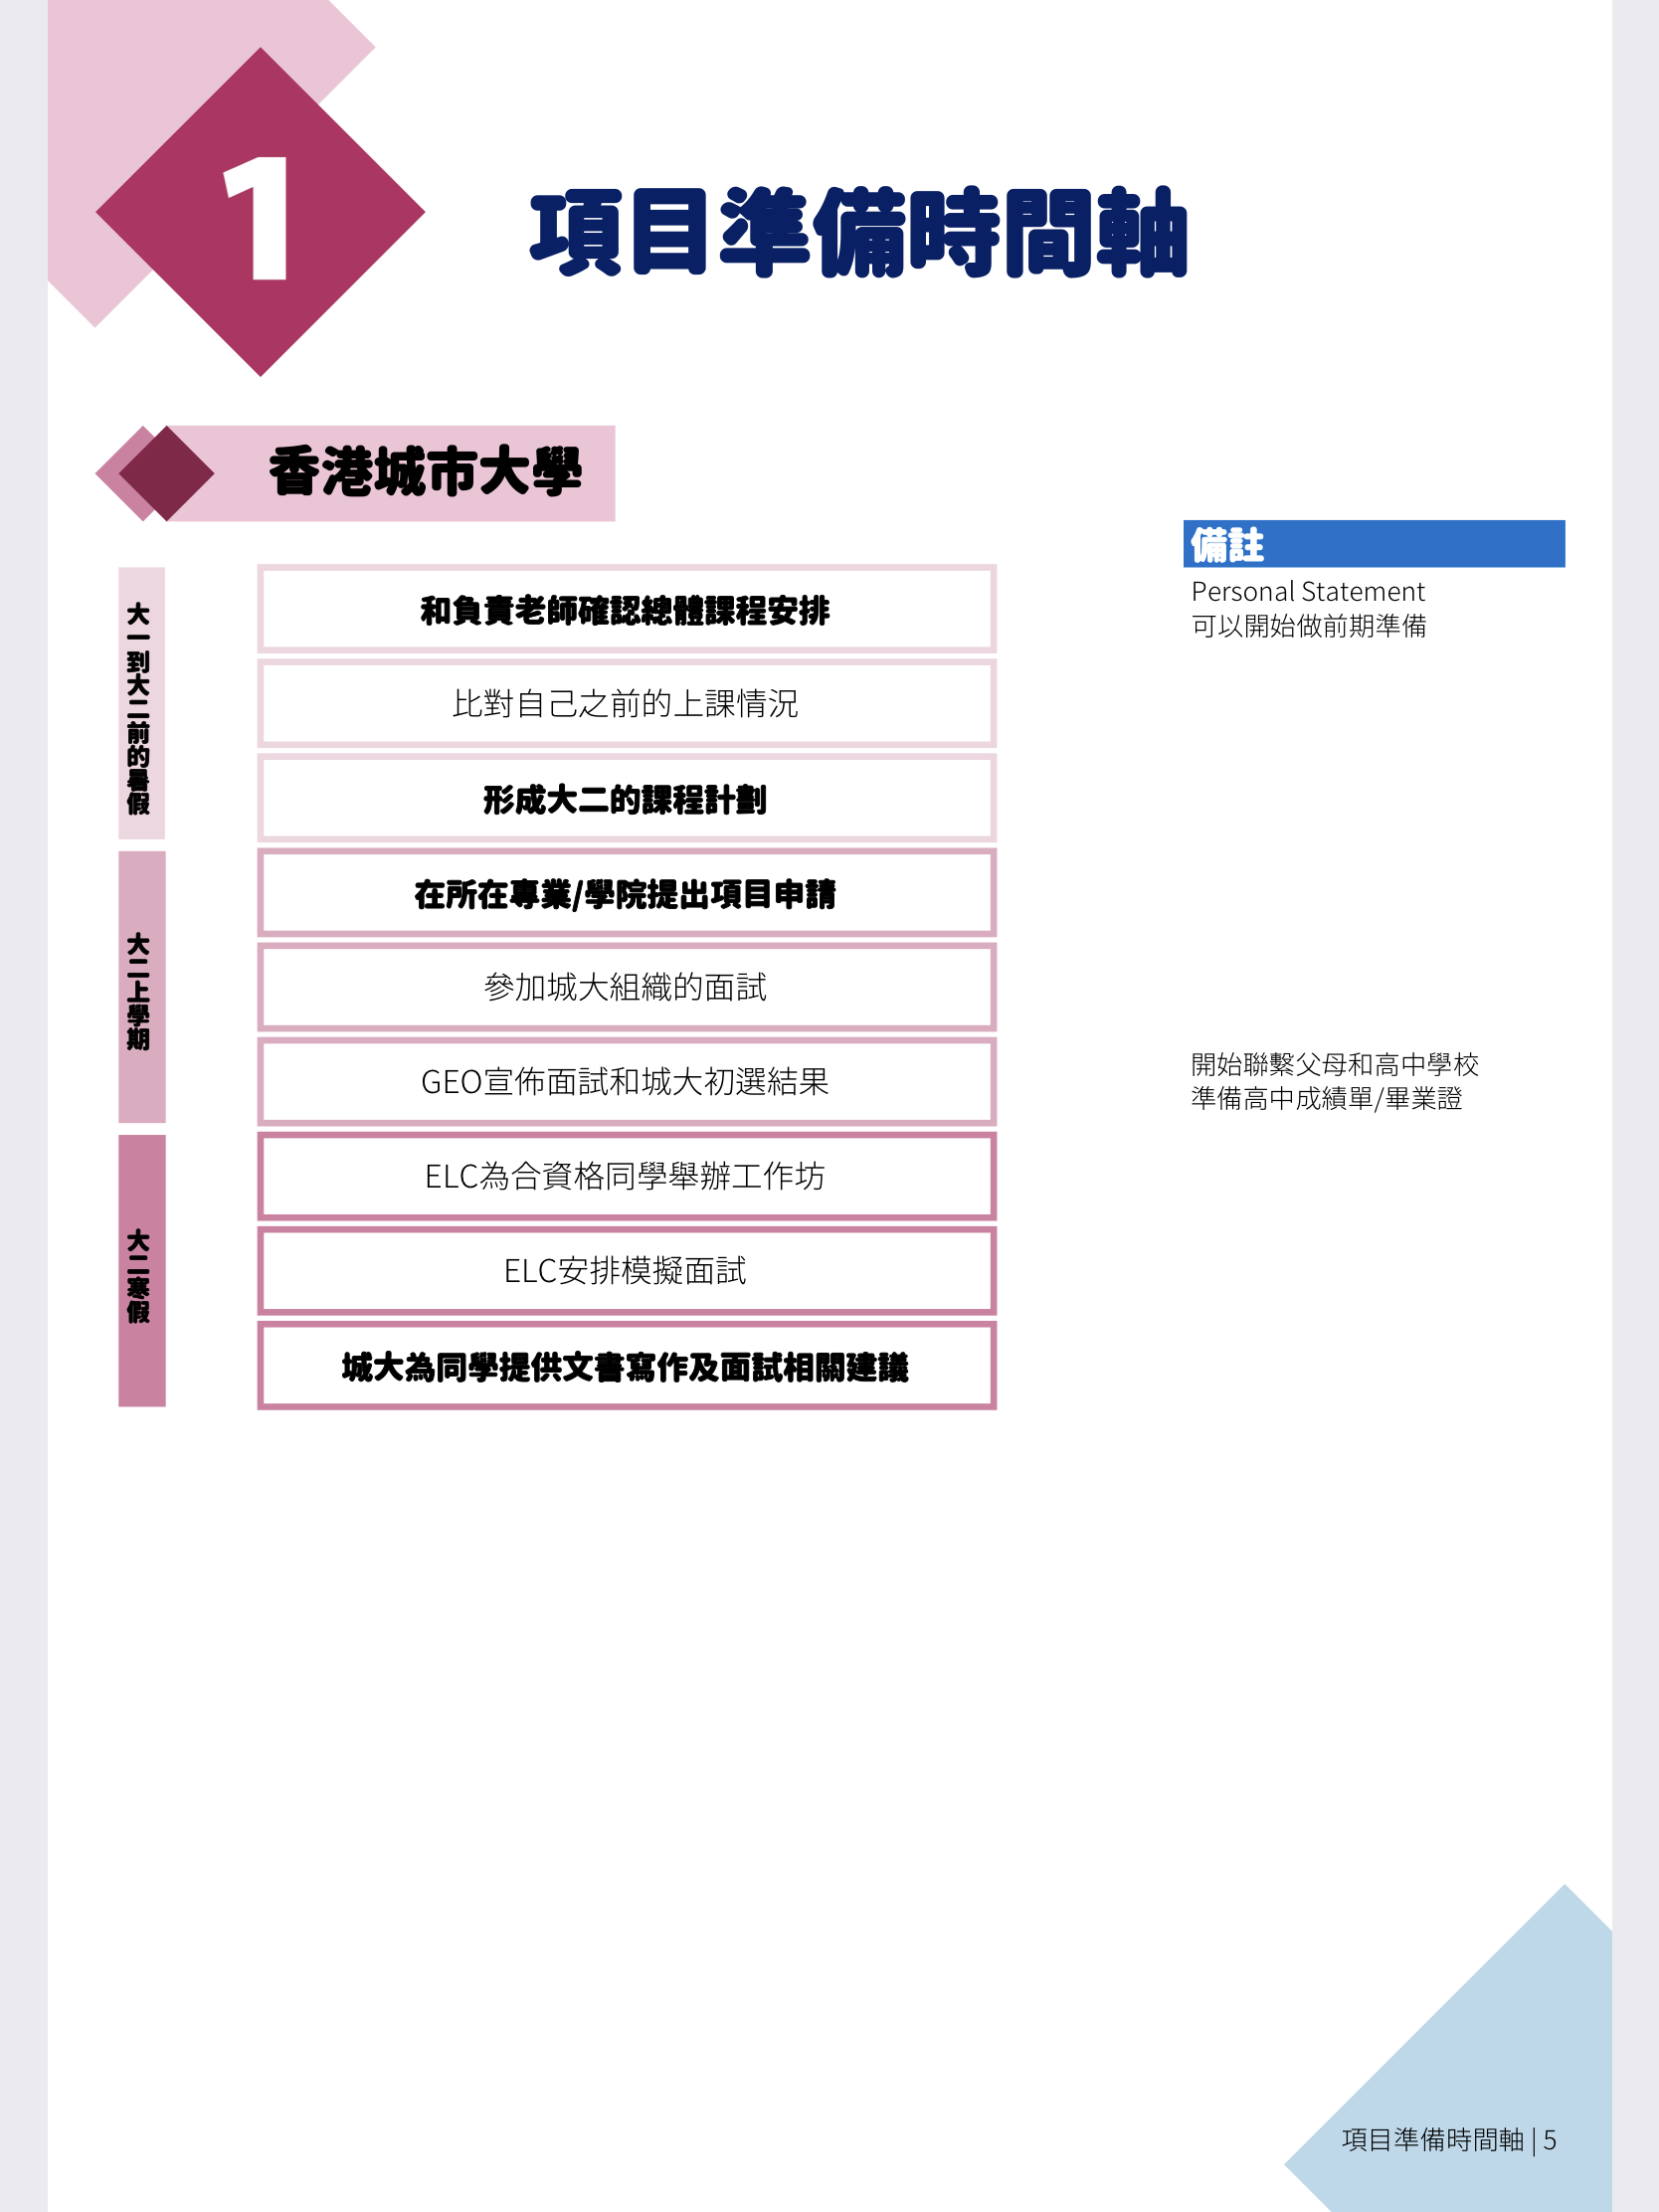 1
項目準備時間軸
香港城市大學
備註
Personal Statement
可以開始做前期準備
大一到大二前的暑假
和負責老師確認總體課程安排
比對自己之前的上課情況
形成大二的課程計劃
大二上學期
在所在專業/學院提出項目申請
參加城大組織的面試
GEO宣佈面試和城大初選結果
開始聯繫父母和高中學校
準備高中成績單/畢業證
大二寒假
ELC為合資格同學舉辦工作坊
ELC安排模擬面試
城大為同學提供文書寫作及面試相關建議
項目準備時間軸 | 5